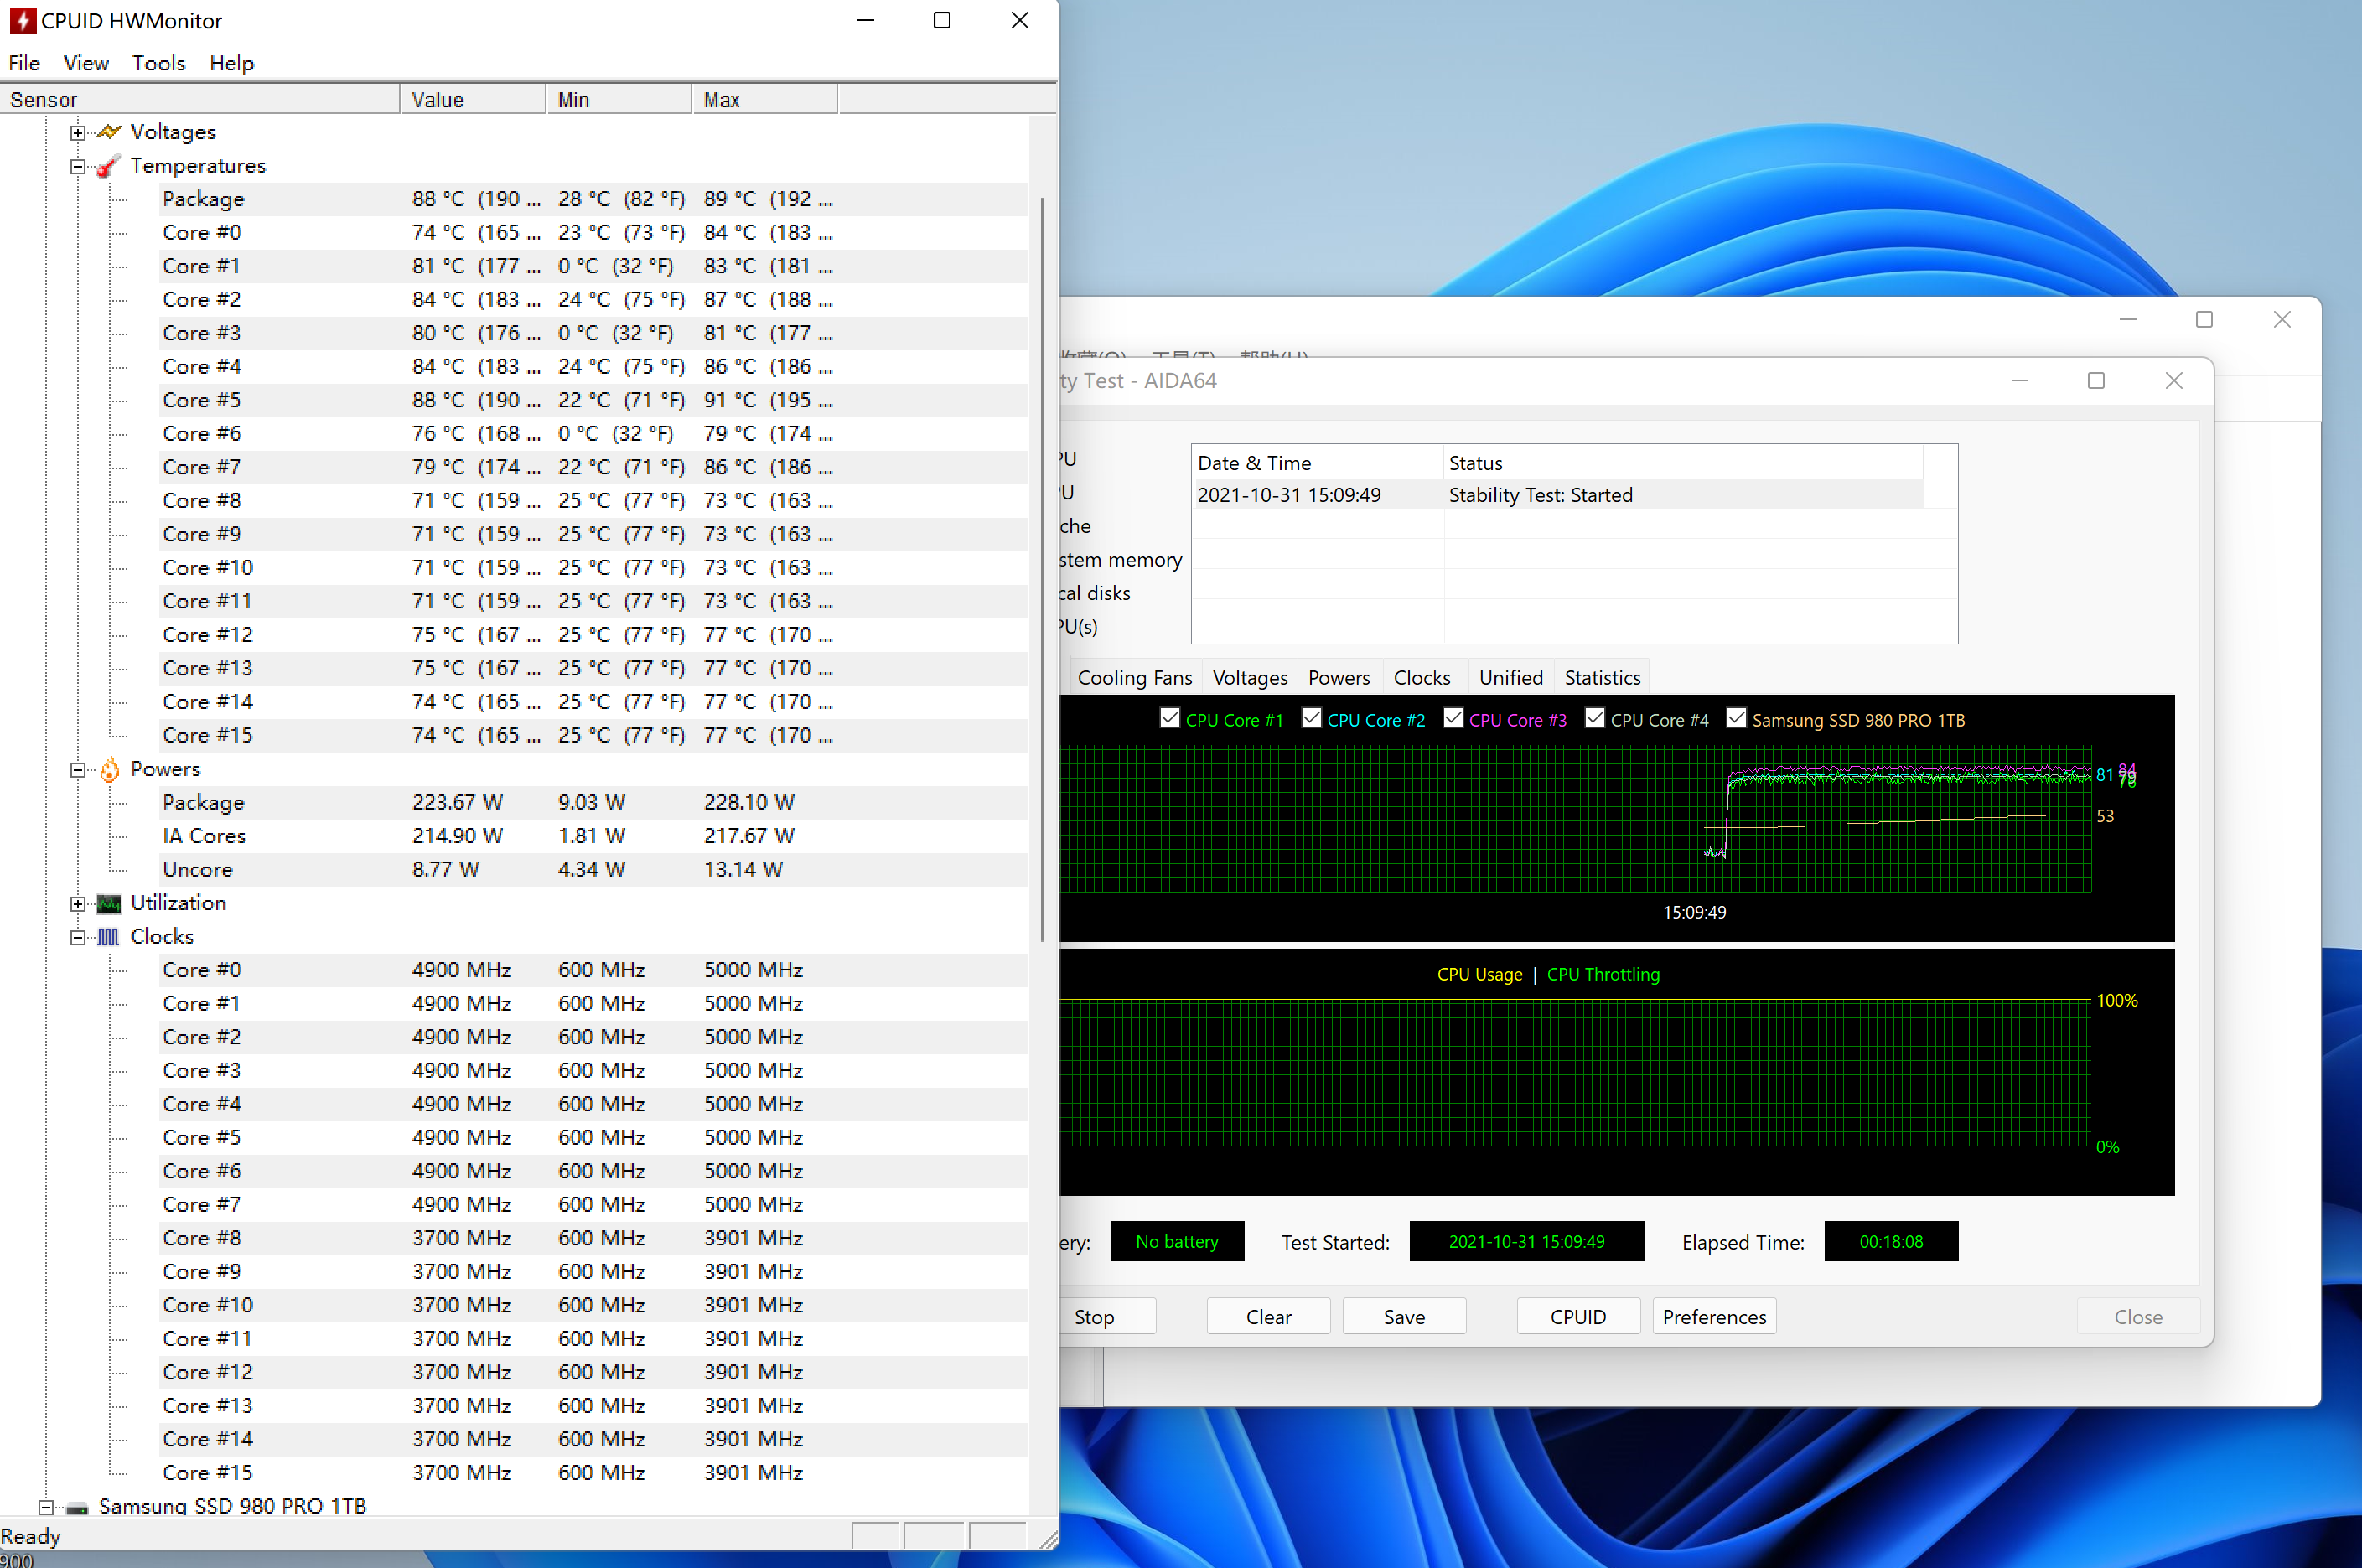 CPUID HWMonitor
File View Tools Help
Sensor Value Min Max
Voltages
Temperatures
Package 88 °C (190 ... 28 °C (82 °F) 89 °C (192 ...
Core #0 74 °C (165 ... 23 °C (73 °F) 84 °C (183 ...
Core #1 81 °C (177 ... 0 °C (32 °F) 83 °C (181 ...
Core #2 84 °C (183 ... 24 °C (75 °F) 87 °C (188 ...
Core #3 80 °C (176 ... 0 °C (32 °F) 81 °C (177 ...
Core #4 84 °C (183 ... 24 °C (75 °F) 86 °C (186 ...
Core #5 88 °C (190 ... 22 °C (71 °F) 91 °C (195 ...
Core #6 76 °C (168 ... 0 °C (32 °F) 79 °C (174 ...
Core #7 79 °C (174 ... 22 °C (71 °F) 86 °C (186 ...
Core #8 71 °C (159 ... 25 °C (77 °F) 73 °C (163 ...
Core #9 71 °C (159 ... 25 °C (77 °F) 73 °C (163 ...
Core #10 71 °C (159 ... 25 °C (77 °F) 73 °C (163 ...
Core #11 71 °C (159 ... 25 °C (77 °F) 73 °C (163 ...
Core #12 75 °C (167 ... 25 °C (77 °F) 77 °C (170 ...
Core #13 75 °C (167 ... 25 °C (77 °F) 77 °C (170 ...
Core #14 74 °C (165 ... 25 °C (77 °F) 77 °C (170 ...
Core #15 74 °C (165 ... 25 °C (77 °F) 77 °C (170 ...
Powers
Package 223.67 W 9.03 W 228.10 W
IA Cores 214.90 W 1.81 W 217.67 W
Uncore 8.77 W 4.34 W 13.14 W
Utilization
Clocks
Core #0 4900 MHz 600 MHz 5000 MHz
Core #1 4900 MHz 600 MHz 5000 MHz
Core #2 4900 MHz 600 MHz 5000 MHz
Core #3 4900 MHz 600 MHz 5000 MHz
Core #4 4900 MHz 600 MHz 5000 MHz
Core #5 4900 MHz 600 MHz 5000 MHz
Core #6 4900 MHz 600 MHz 5000 MHz
Core #7 4900 MHz 600 MHz 5000 MHz
Core #8 3700 MHz 600 MHz 3901 MHz
Core #9 3700 MHz 600 MHz 3901 MHz
Core #10 3700 MHz 600 MHz 3901 MHz
Core #11 3700 MHz 600 MHz 3901 MHz
Core #12 3700 MHz 600 MHz 3901 MHz
Core #13 3700 MHz 600 MHz 3901 MHz
Core #14 3700 MHz 600 MHz 3901 MHz
Core #15 3700 MHz 600 MHz 3901 MHz
Samsung SSD 980 PRO 1TB
Ready
900
收藏(O) 工具(T) 帮助(H)
ty Test - AIDA64
PU
U
che
stem memory
cal disks
PU(s)
Date & Time Status
2021-10-31 15:09:49 Stability Test: Started
Cooling Fans Voltages Powers Clocks Unified Statistics
CPU Core #1 CPU Core #2 CPU Core #3 CPU Core #4 Samsung SSD 980 PRO 1TB
81
84
53
15:09:49
CPU Usage | CPU Throttling
100%
0%
ery: No battery Test Started: 2021-10-31 15:09:49 Elapsed Time: 00:18:08
Stop Clear Save CPUID Preferences Close